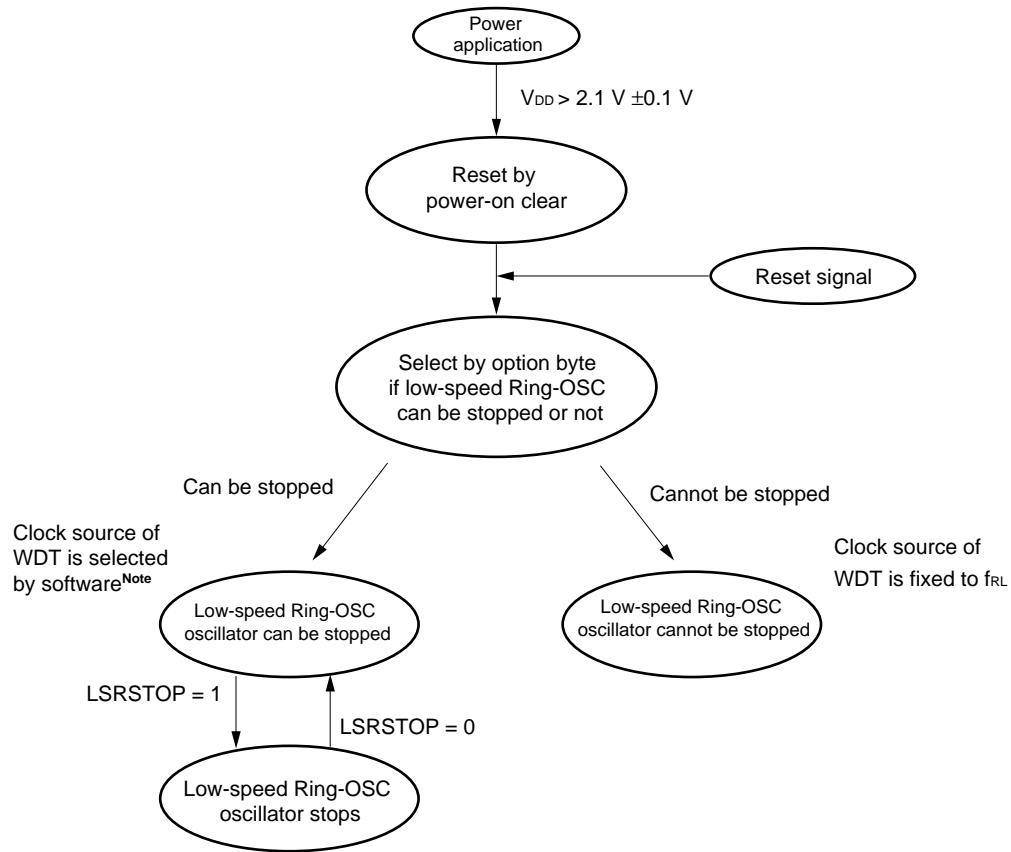 Power
application
VDD > 2.1 V ±0.1 V
Reset by
power-on clear
Reset signal
Select by option byte
if low-speed Ring-OSC
can be stopped or not
Can be stopped
Cannot be stopped
Clock source of
WDT is selected
by softwareNote
Clock source of
WDT is fixed to fRL
Low-speed Ring-OSC
oscillator can be stopped
Low-speed Ring-OSC
oscillator cannot be stopped
LSRSTOP = 1
LSRSTOP = 0
Low-speed Ring-OSC
oscillator stops